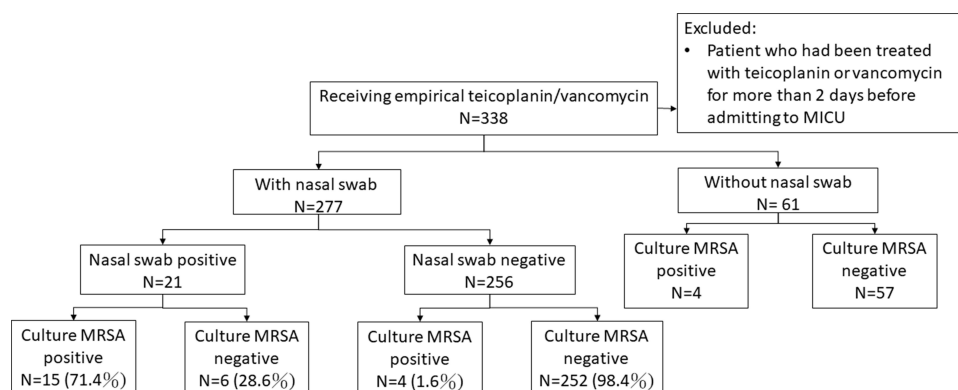 Excluded:
• Patient who had been treated
with teicoplanin or vancomycin
for more than 2 days before
admitting to MICU
Receiving empirical teicoplanin/vancomycin
N=338
With nasal swab
N=277
Without nasal swab
N= 61
Nasal swab positive
N=21
Nasal swab negative
N=256
Culture MRSA
positive
N=4
Culture MRSA
negative
N=57
Culture MRSA
positive
N=15 (71.4%)
Culture MRSA
negative
N=6 (28.6%)
Culture MRSA
positive
N=4 (1.6%)
Culture MRSA
negative
N=252 (98.4%)